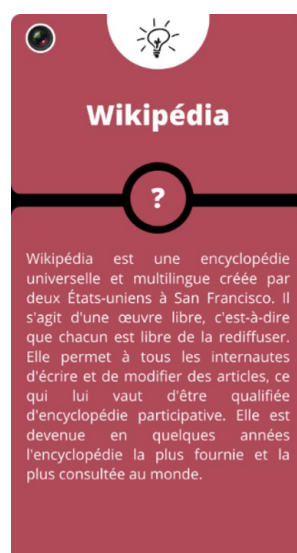 Wikipédia
?
Wikipédia est une encyclopédie
universelle et multilingue créée par
deux États-uniens à San Francisco. Il
s'agit d'une œuvre libre, c'est-à-dire
que chacun est libre de la rediffuser.
Elle permet à tous les internautes
d'écrire et de modifier des articles, ce
qui lui vaut d'être qualifiée
d'encyclopédie participative. Elle est
devenue en quelques années
l'encyclopédie la plus fournie et la
plus consultée au monde.